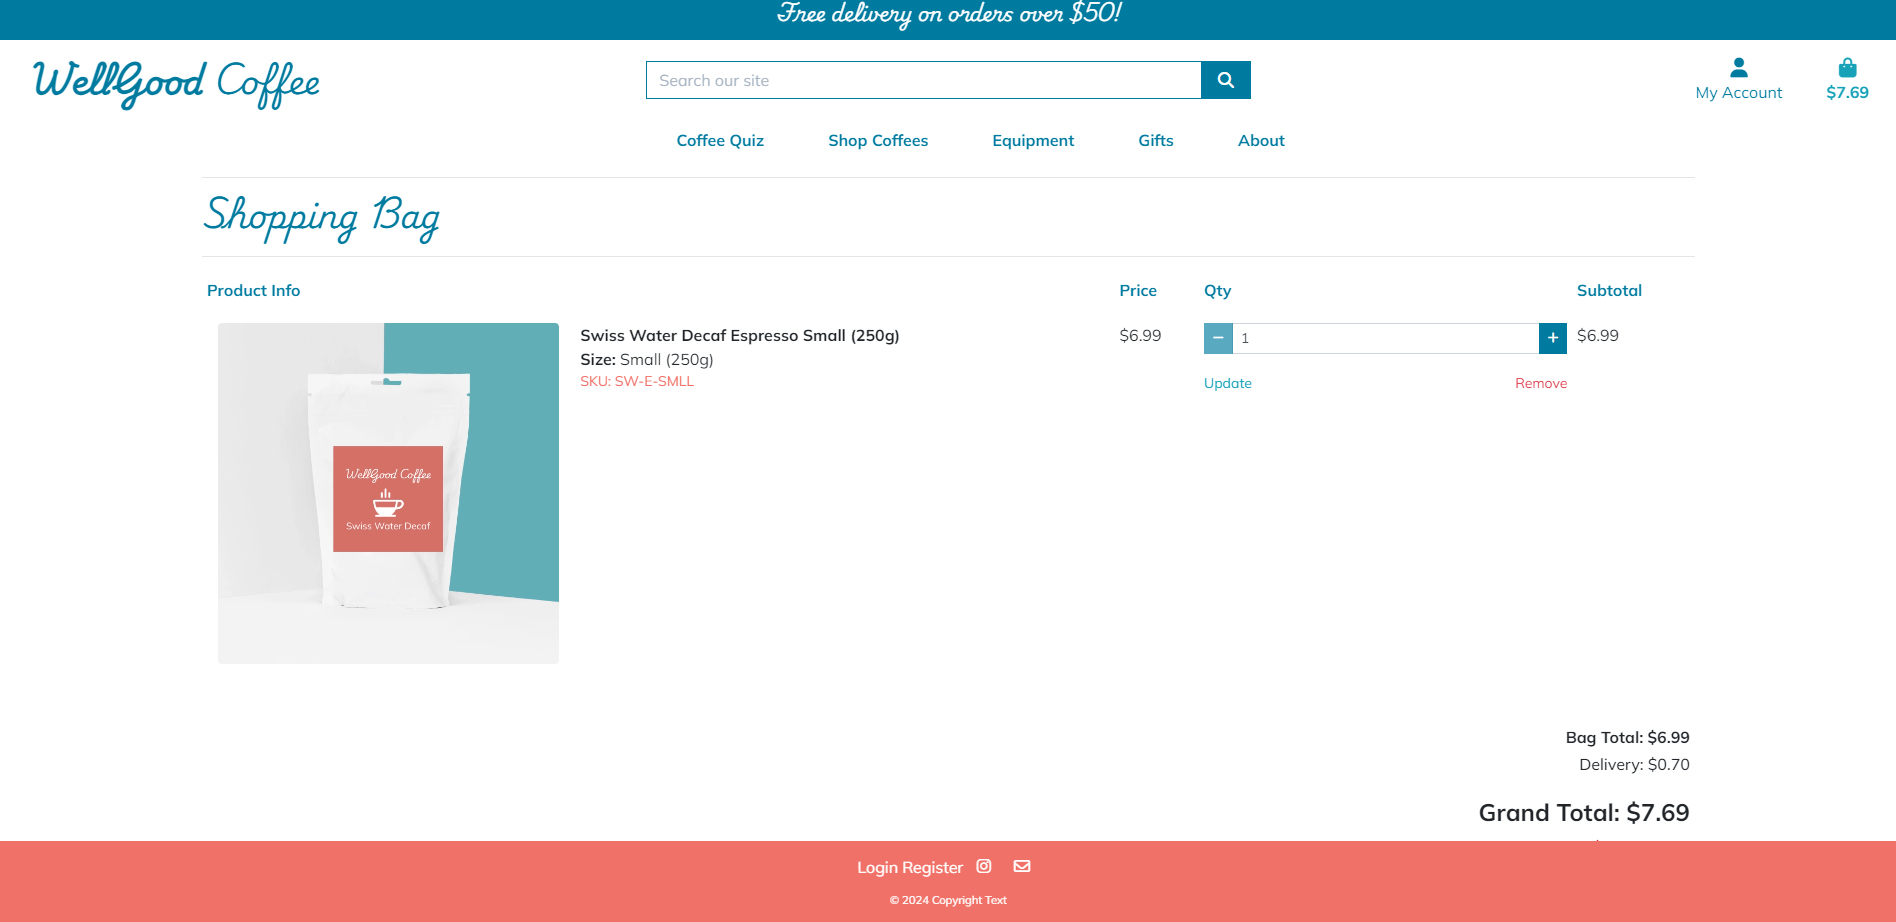 Free delivery on orders over $50!
WellGood Coffee
Search our site
My Account
$7.69
Coffee Quiz
Shop Coffees
Equipment
Gifts
About
Shopping Bag
Product Info
Price
Qty
Subtotal
Swiss Water Decaf Espresso Small (250g)
$6.99
1
$6.99
Size: Small (250g)
SKU: SW-E-SMLL
Update
Remove
WellGood Coffee
Swiss Water Decaf
Bag Total: $6.99
Delivery: $0.70
Grand Total: $7.69
Login Register
© 2024 Copyright Text